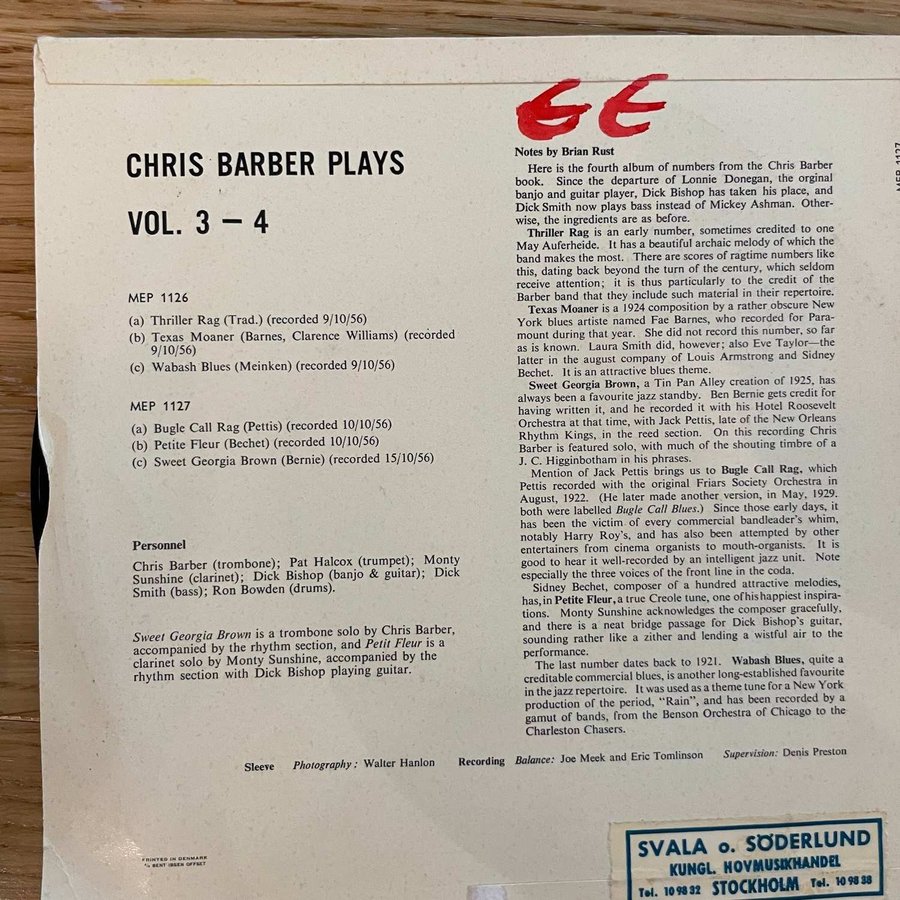 GE
CHRIS BARBER PLAYS
VOL. 3 – 4
MEP 1126
(a) Thriller Rag (Trad.) (recorded 9/10/56)
(b) Texas Moaner (Barnes, Clarence Williams) (recorded
9/10/56)
(c) Wabash Blues (Meinken) (recorded 9/10/56)
MEP 1127
(a) Bugle Call Rag (Pettis) (recorded 10/10/56)
(b) Petite Fleur (Bechet) (recorded 10/10/56)
(c) Sweet Georgia Brown (Bernie) (recorded 15/10/56)
Personnel
Chris Barber (trombone); Pat Halcox (trumpet); Monty
Sunshine (clarinet); Dick Bishop (banjo & guitar); Dick
Smith (bass); Ron Bowden (drums).
Sweet Georgia Brown is a trombone solo by Chris Barber,
accompanied by the rhythm section, and Petit Fleur is a
clarinet solo by Monty Sunshine, accompanied by the
rhythm section with Dick Bishop playing guitar.
Notes by Brian Rust
Here is the fourth album of numbers from the Chris Barber
book. Since the departure of Lonnie Donegan, the orginal
banjo and guitar player, Dick Bishop has taken his place, and
Dick Smith now plays bass instead of Mickey Ashman. Other-
wise, the ingredients are as before.
Thriller Rag is an early number, sometimes credited to one
May Auferheide. It has a beautiful archaic melody of which the
band makes the most. There are scores of ragtime numbers like
this, dating back beyond the turn of the century, which seldom
receive attention; it is thus particularly to the credit of the
Barber band that they include such material in their repertoire.
Texas Moaner is a 1924 composition by a rather obscure New
York blues artiste named Fae Barnes, who recorded for Para-
mount during that year. She did not record this number, so far
as is known. Laura Smith did, however; also Eve Taylor—the
latter in the august company of Louis Armstrong and Sidney
Bechet. It is an attractive blues theme.
Sweet Georgia Brown, a Tin Pan Alley creation of 1925, has
always been a favourite jazz standby. Ben Bernie gets credit for
having written it, and he recorded it with his Hotel Roosevelt
Orchestra at that time, with Jack Pettis, late of the New Orleans
Rhythm Kings, in the reed section. On this recording Chris
Barber is featured solo, with much of the shouting timbre of a
J. C. Higginbotham in his phrases.
Mention of Jack Pettis brings us to Bugle Call Rag, which
Pettis recorded with the original Friars Society Orchestra in
August, 1922. (He later made another version, in May, 1929.
both were labelled Bugle Call Blues.) Since those early days, it
has been the victim of every commercial bandleader's whim,
notably Harry Roy's, and has also been attempted by other
entertainers from cinema organists to mouth-organists. It is
good to hear it well-recorded by an intelligent jazz unit. Note
especially the three voices of the front line in the coda.
Sidney Bechet, composer of a hundred attractive melodies,
has, in Petite Fleur, a true Creole tune, one of his happiest inspira-
tions. Monty Sunshine acknowledges the composer gracefully,
and there is a neat bridge passage for Dick Bishop's guitar,
sounding rather like a zither and lending a wistful air to the
performance.
The last number dates back to 1921. Wabash Blues, quite a
creditable commercial blues, is another long-established favourite
in the jazz repertoire. It was used as a theme tune for a New York
production of the period, "Rain", and has been recorded by a
gamut of bands, from the Benson Orchestra of Chicago to the
Charleston Chasers.
Sleeve Photography: Walter Hanlon Recording Balance: Joe Meek and Eric Tomlinson Supervision: Denis Preston
PRINTED IN DENMARK
BENT IBSEN OFFSET
SVALA o. SÖDERLUND
KUNGL. HOVMUSIKHANDEL
Tel. 10 98 32 STOCKHOLM Tel. 10 98 38
MEP 1127